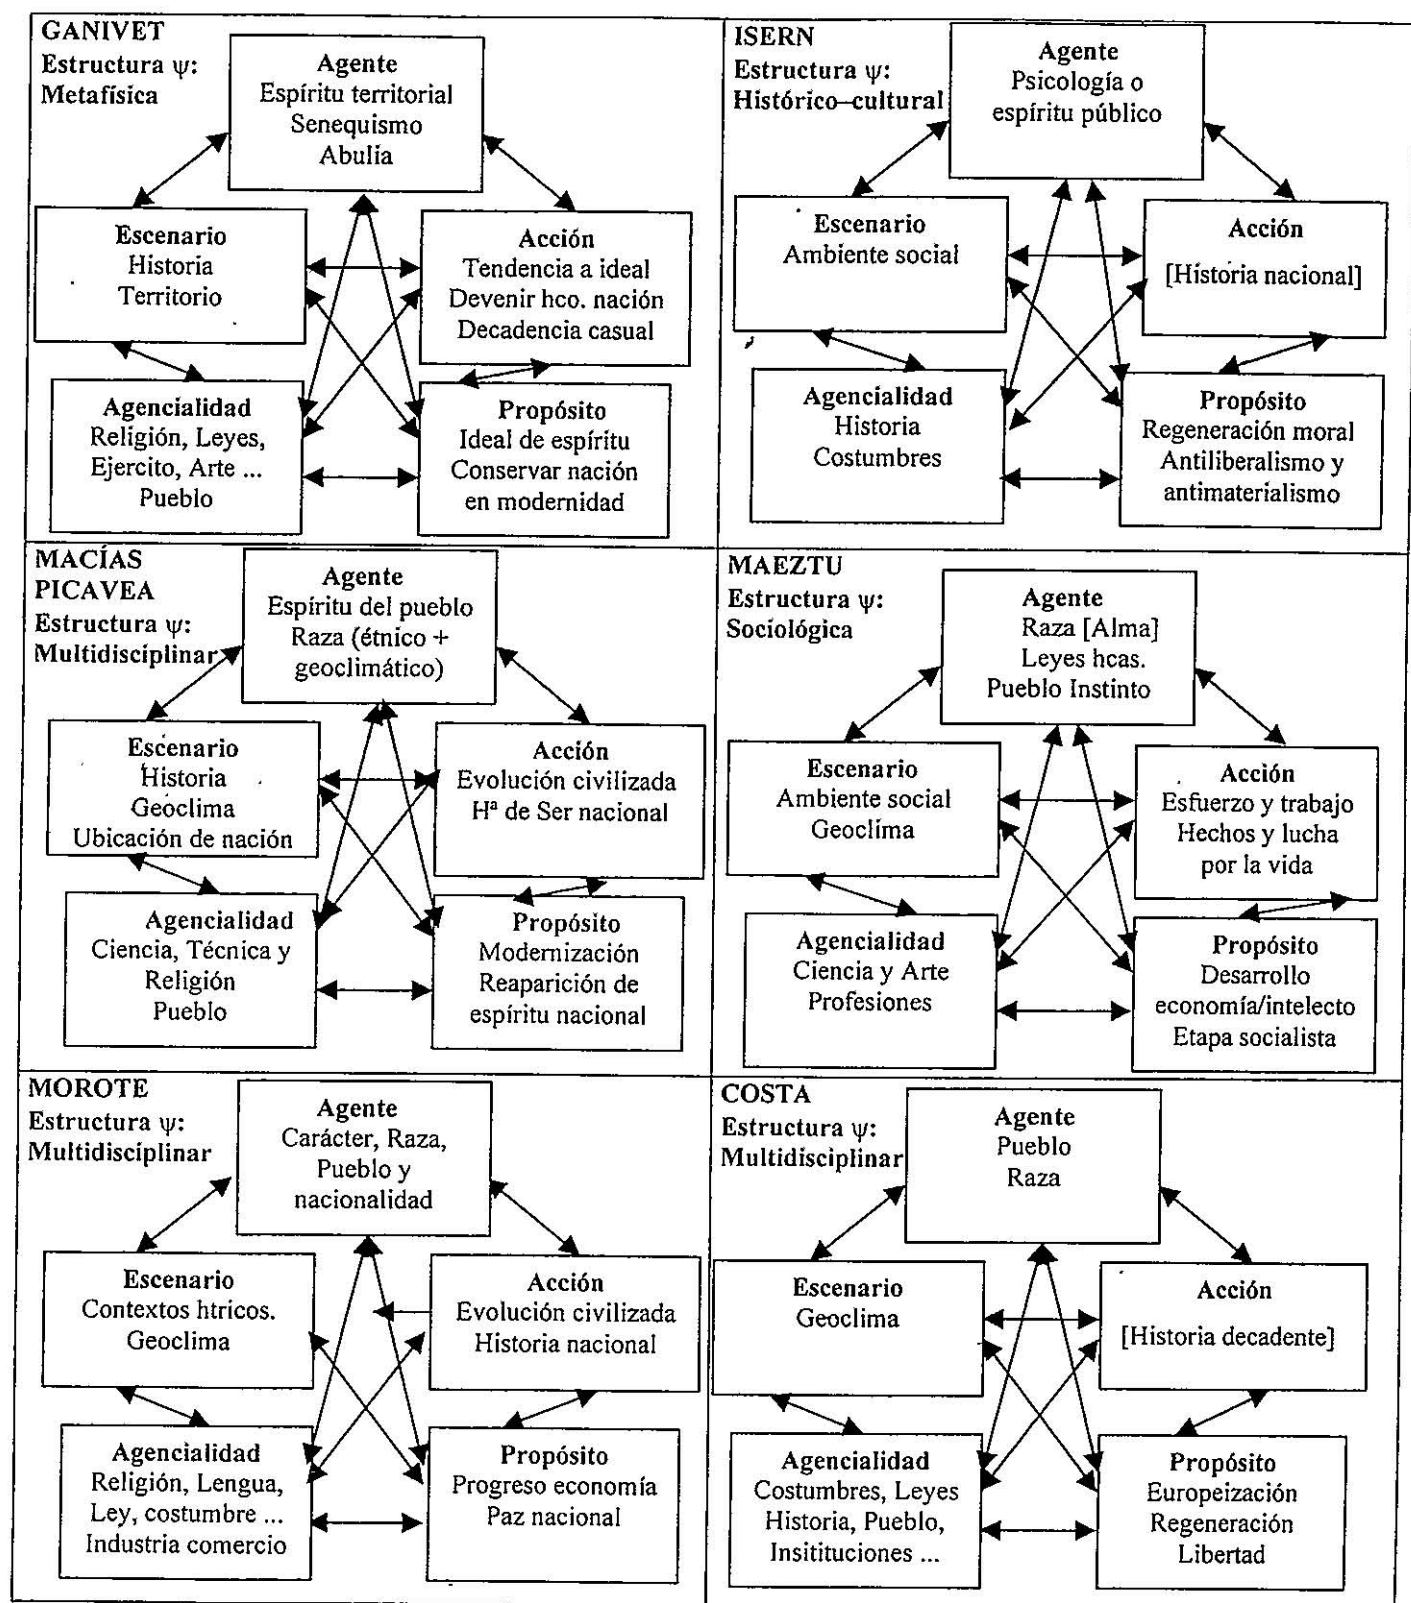 GANIVET
Estructura ψ:
Metafísica
Agente
Espíritu territorial
Senequismo
Abulia
Escenario
Historia
Territorio
Acción
Tendencia a ideal
Devenir hco. nación
Decadencia casual
Agencialidad
Religión, Leyes,
Ejercito, Arte ...
Pueblo
Propósito
Ideal de espíritu
Conservar nación
en modernidad
ISERN
Estructura ψ:
Histórico–cultural
Agente
Psicología o
espíritu público
Escenario
Ambiente social
Acción
[Historia nacional]
Agencialidad
Historia
Costumbres
Propósito
Regeneración moral
Antiliberalismo y
antimaterialismo
MACÍAS
PICAVEA
Estructura ψ:
Multidisciplinar
Agente
Espíritu del pueblo
Raza (étnico +
geoclimático)
Escenario
Historia
Geoclima
Ubicación de nación
Acción
Evolución civilizada
Hª de Ser nacional
Agencialidad
Ciencia, Técnica y
Religión
Pueblo
Propósito
Modernización
Reaparición de
espíritu nacional
MAEZTU
Estructura ψ:
Sociológica
Agente
Raza [Alma]
Leyes hcas.
Pueblo Instinto
Escenario
Ambiente social
Geoclima
Acción
Esfuerzo y trabajo
Hechos y lucha
por la vida
Agencialidad
Ciencia y Arte
Profesiones
Propósito
Desarrollo
economía/intelecto
Etapa socialista
MOROTE
Estructura ψ:
Multidisciplinar
Agente
Carácter, Raza,
Pueblo y
nacionalidad
Escenario
Contextos htricos.
Geoclima
Acción
Evolución civilizada
Historia nacional
Agencialidad
Religión, Lengua,
Ley, costumbre ...
Industria comercio
Propósito
Progreso economía
Paz nacional
COSTA
Estructura ψ:
Multidisciplinar
Agente
Pueblo
Raza
Escenario
Geoclima
Acción
[Historia decadente]
Agencialidad
Costumbres, Leyes
Historia, Pueblo,
Insitituciones ...
Propósito
Europeización
Regeneración
Libertad